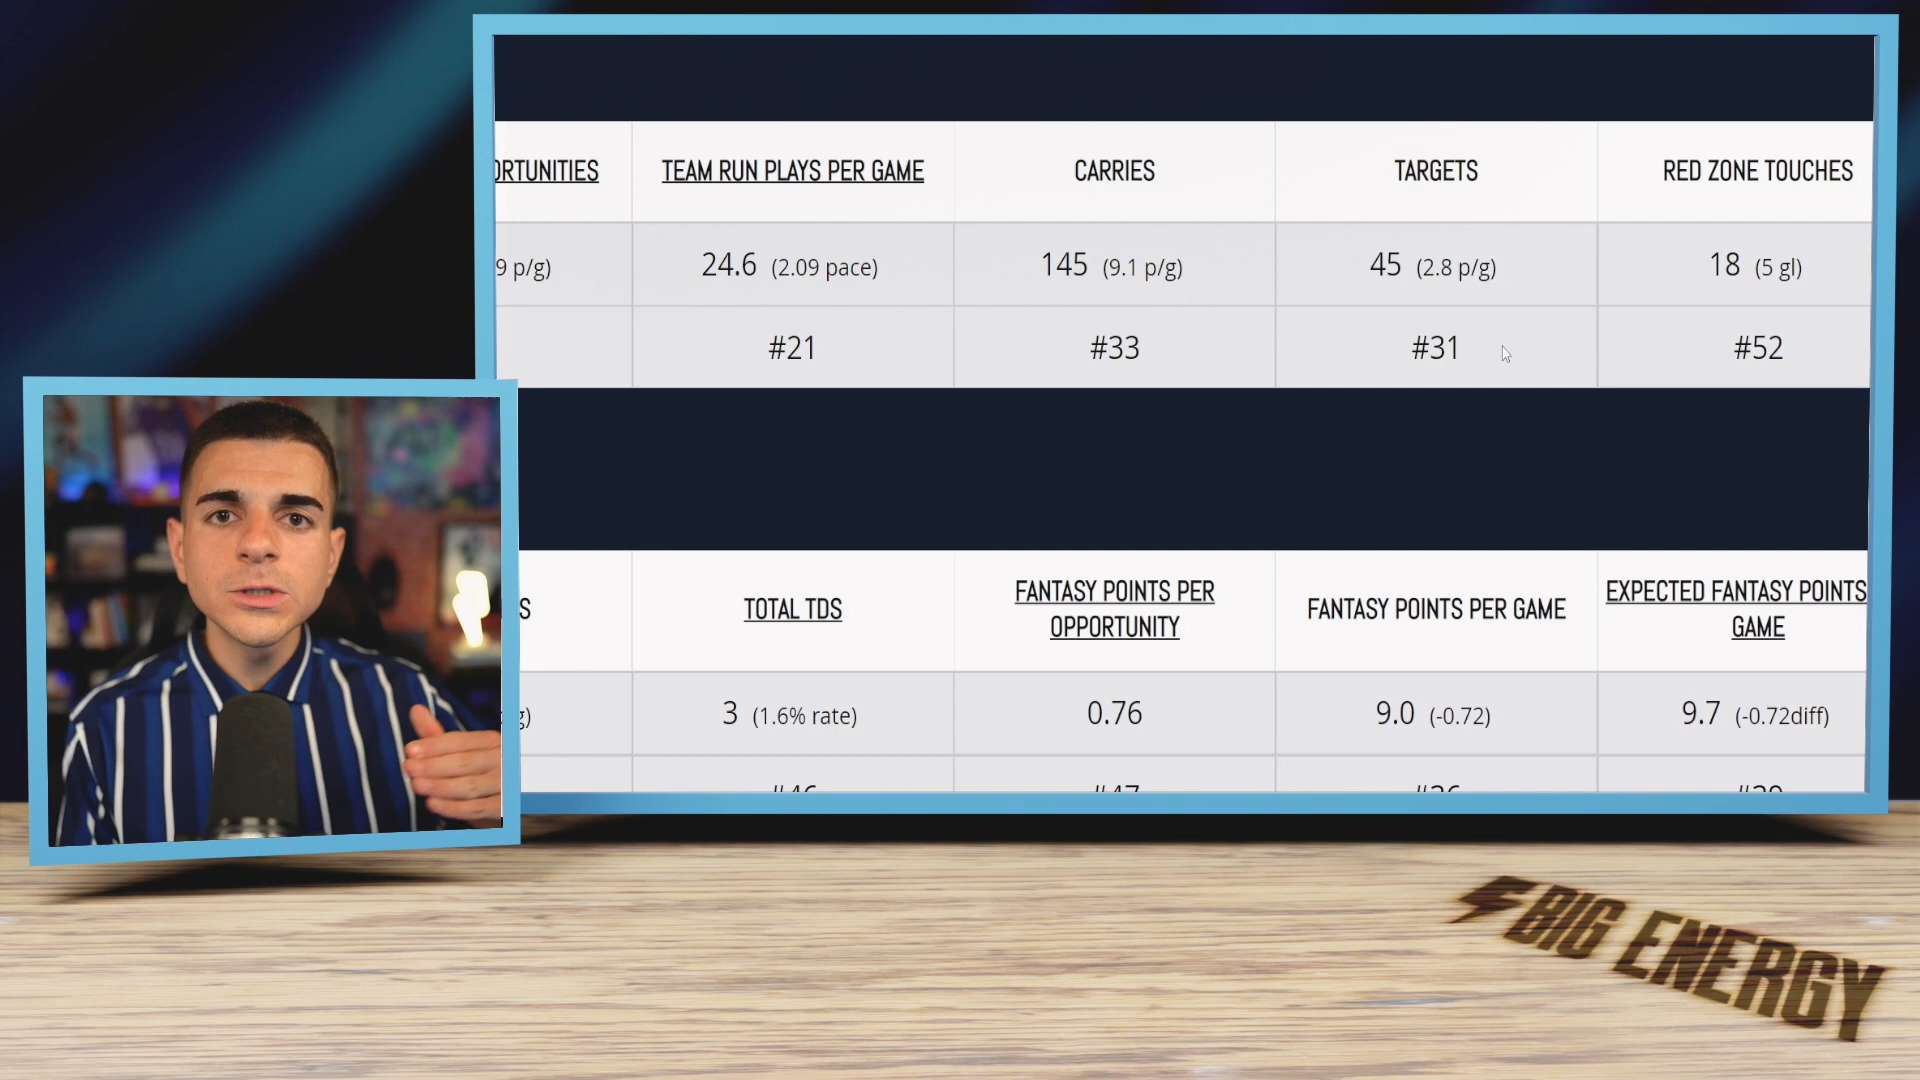 ORTUNITIES TEAM RUN PLAYS PER GAME CARRIES TARGETS RED ZONE TOUCHES
9 p/g) 24.6 (2.09 pace) 145 (9.1 p/g) 45 (2.8 p/g) 18 (5 gl)
#21 #33 #31 #52
S TOTAL TDS FANTASY POINTS PER FANTASY POINTS PER GAME EXPECTED FANTASY POINTS
OPPORTUNITY GAME
3 (1.6% rate) 0.76 9.0 (-0.72) 9.7 (-0.72diff)
BIG ENERGY